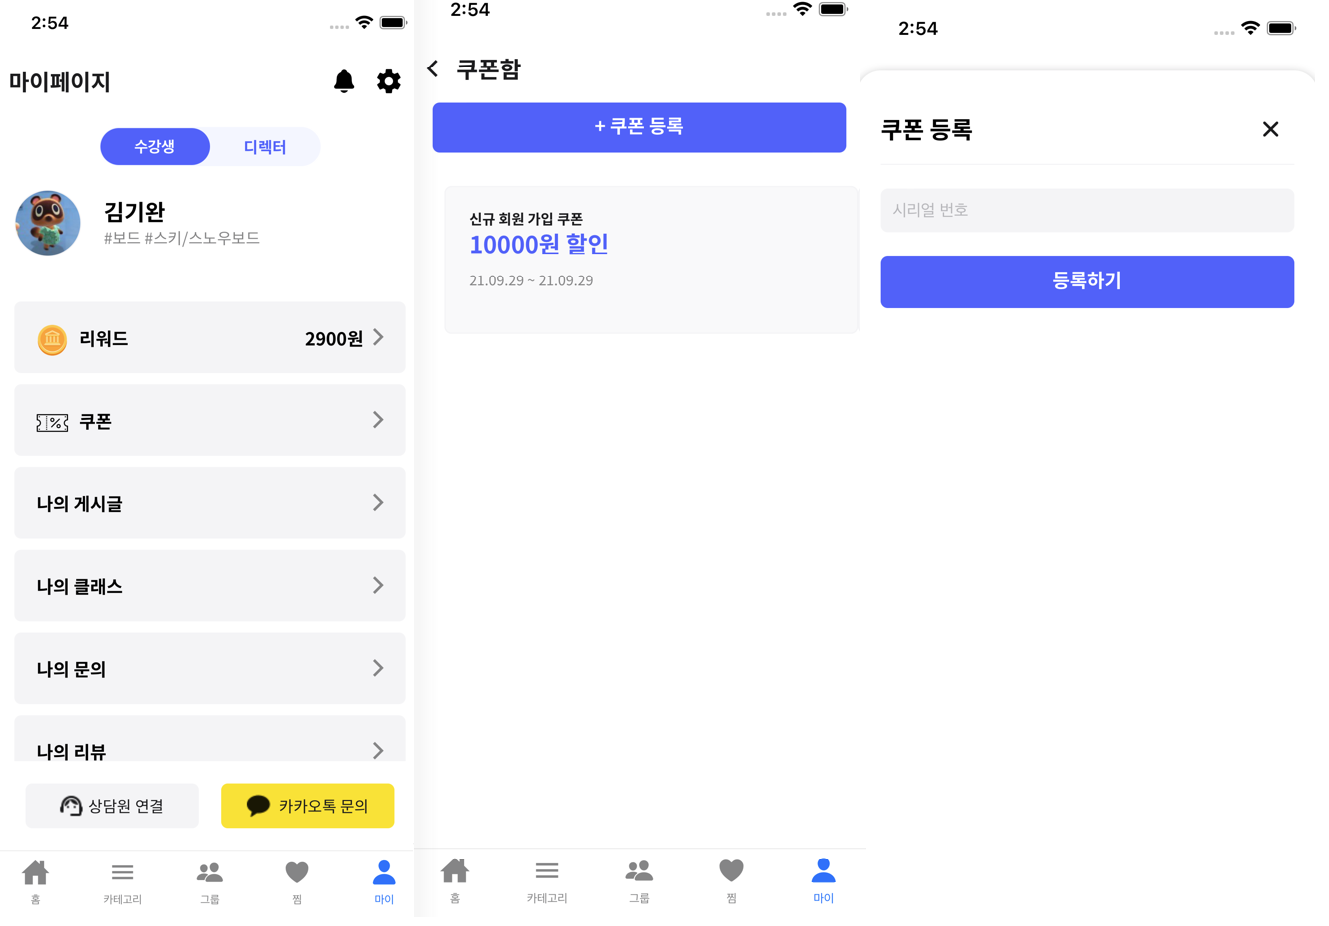 2:54
마이페이지
수강생
디렉터
김기완
#보드 #스키/스노우보드
리워드
2900원
쿠폰
나의 게시글
나의 클래스
나의 문의
나의 리뷰
상담원 연결
카카오톡 문의
홈
카테고리
그룹
찜
마이
2:54
쿠폰함
+ 쿠폰 등록
신규 회원 가입 쿠폰
10000원 할인
21.09.29 ~ 21.09.29
홈
카테고리
그룹
찜
마이
2:54
쿠폰 등록
시리얼 번호
등록하기